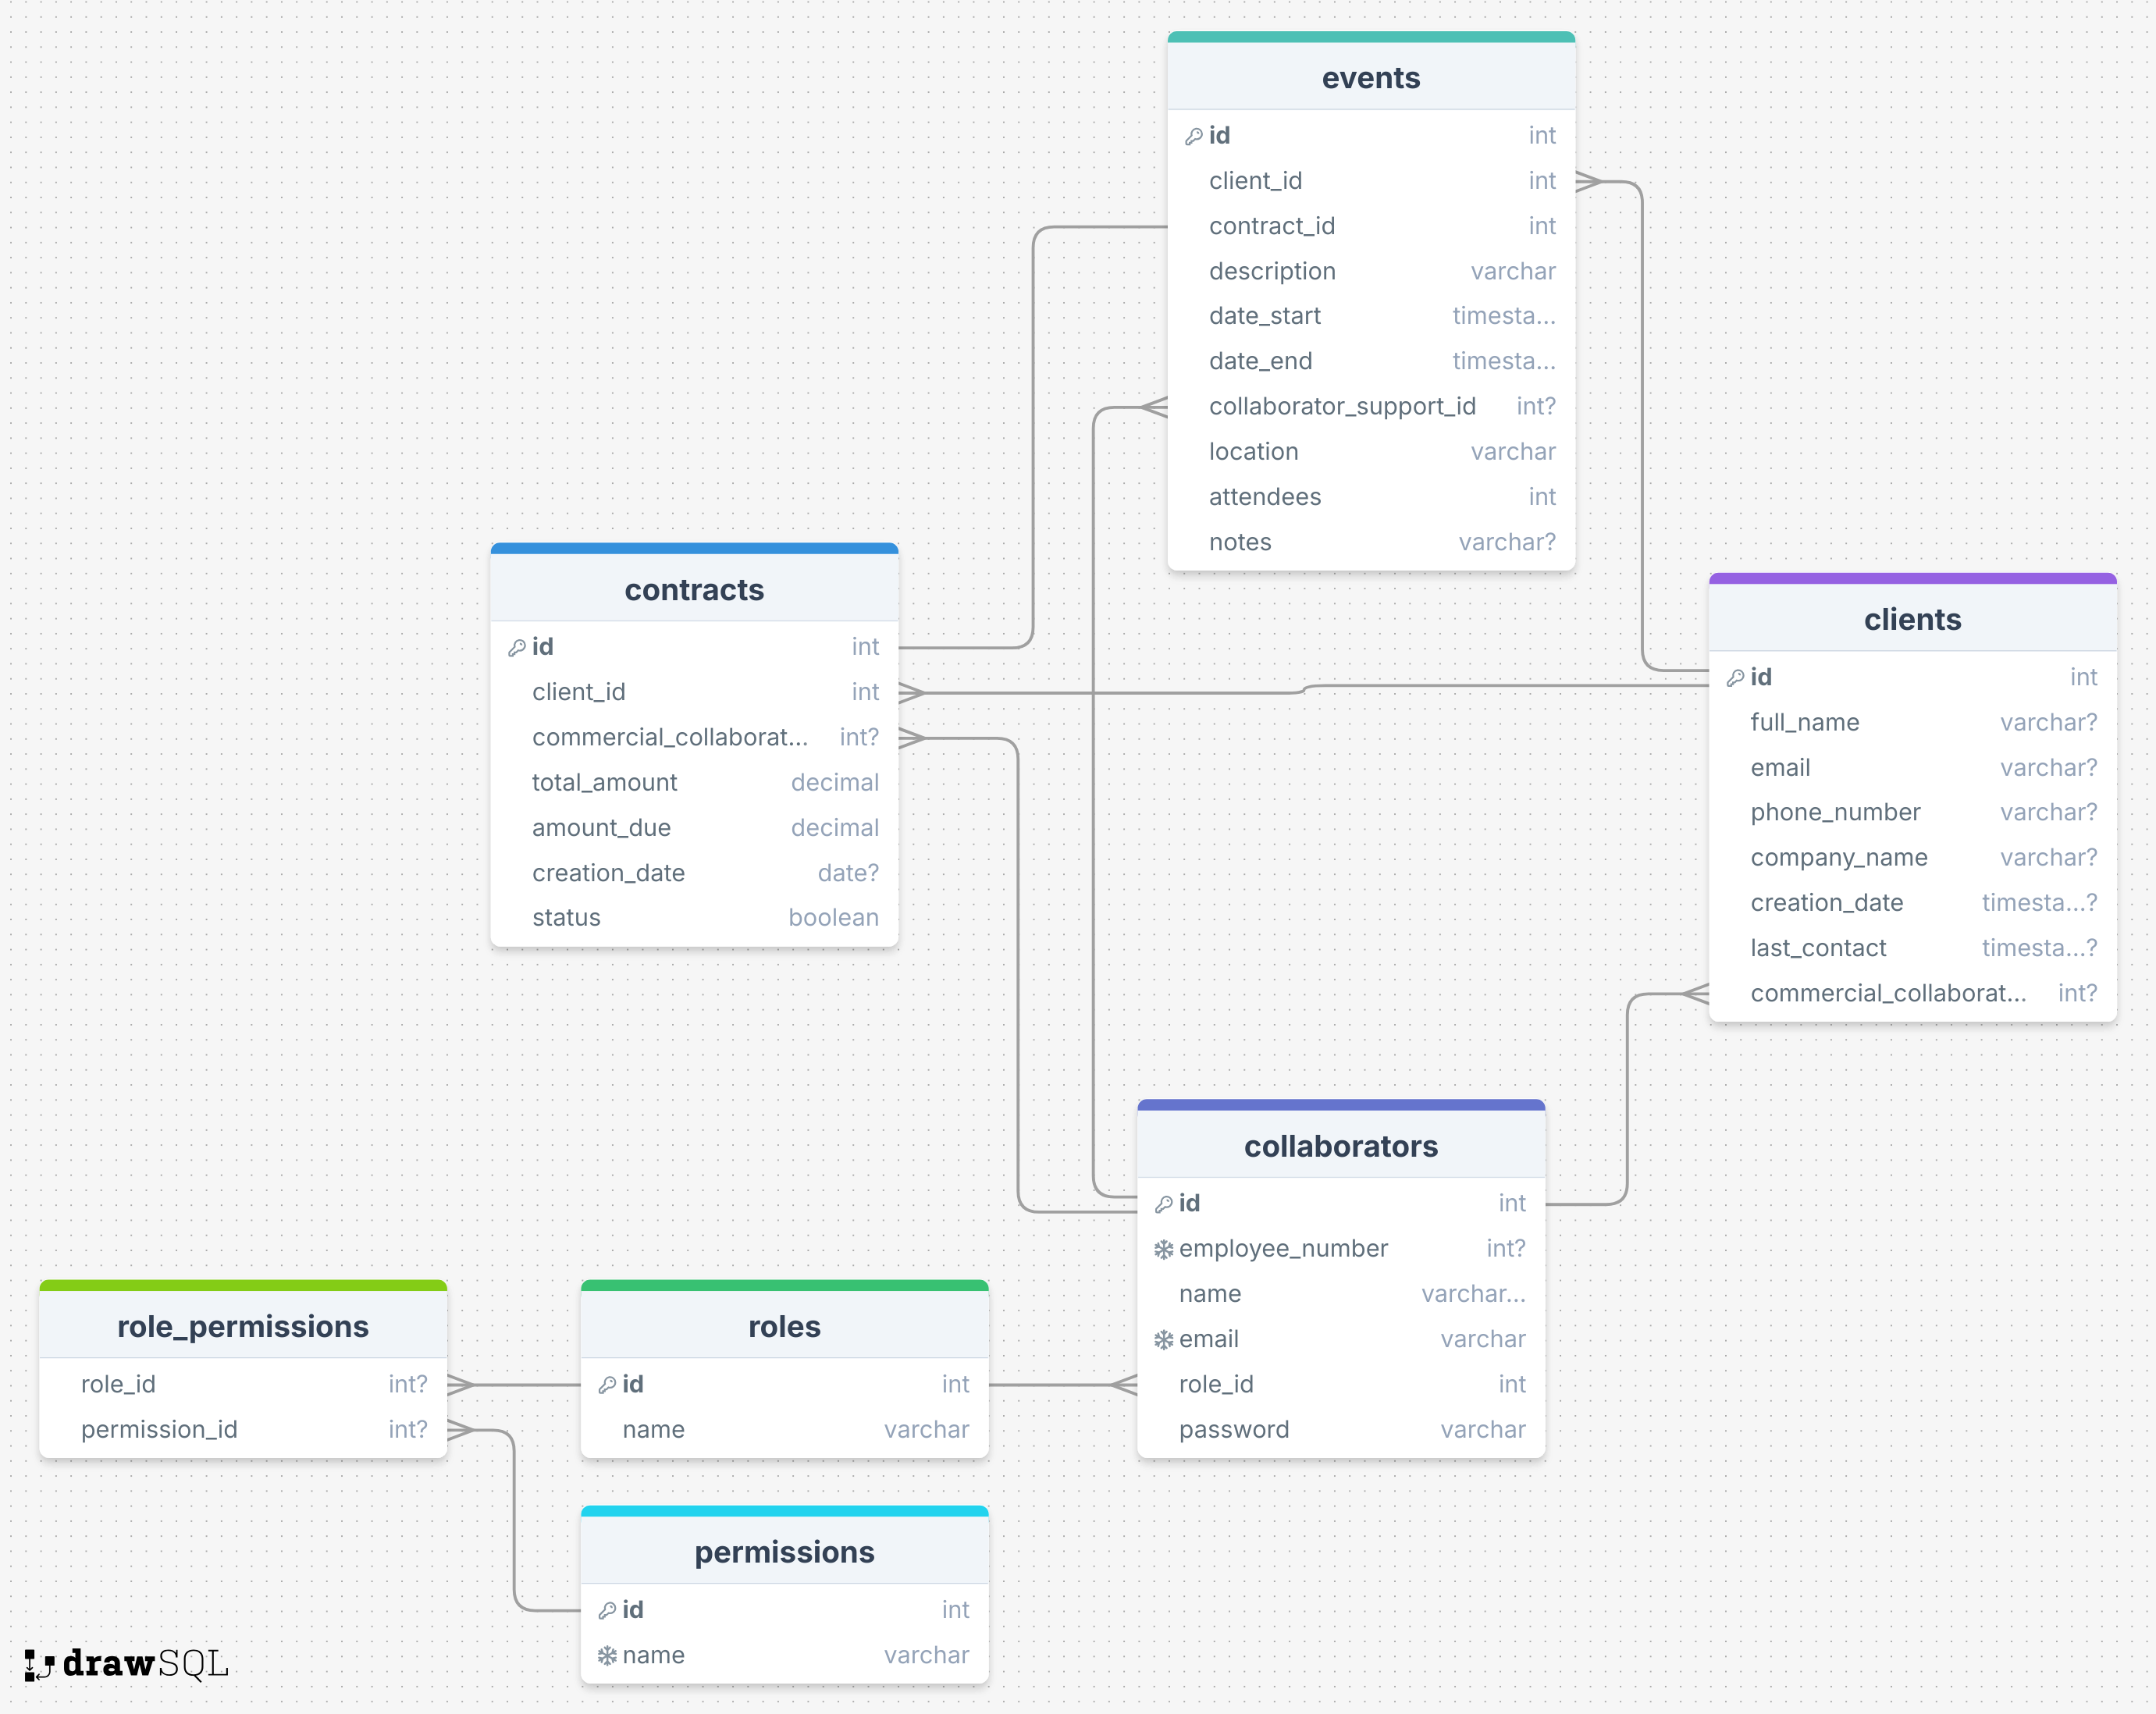 events
id int
client_id int
contract_id int
description varchar
date_start timesta...
date_end timesta...
collaborator_support_id int?
location varchar
attendees int
notes varchar?
contracts
id int
client_id int
commercial_collaborat... int?
total_amount decimal
amount_due decimal
creation_date date?
status boolean
clients
id int
full_name varchar?
email varchar?
phone_number varchar?
company_name varchar?
creation_date timesta...?
last_contact timesta...?
commercial_collaborat... int?
collaborators
id int
employee_number int?
name varchar...
email varchar
role_id int
password varchar
role_permissions
role_id int?
permission_id int?
roles
id int
name varchar
permissions
id int
name varchar
drawSQL